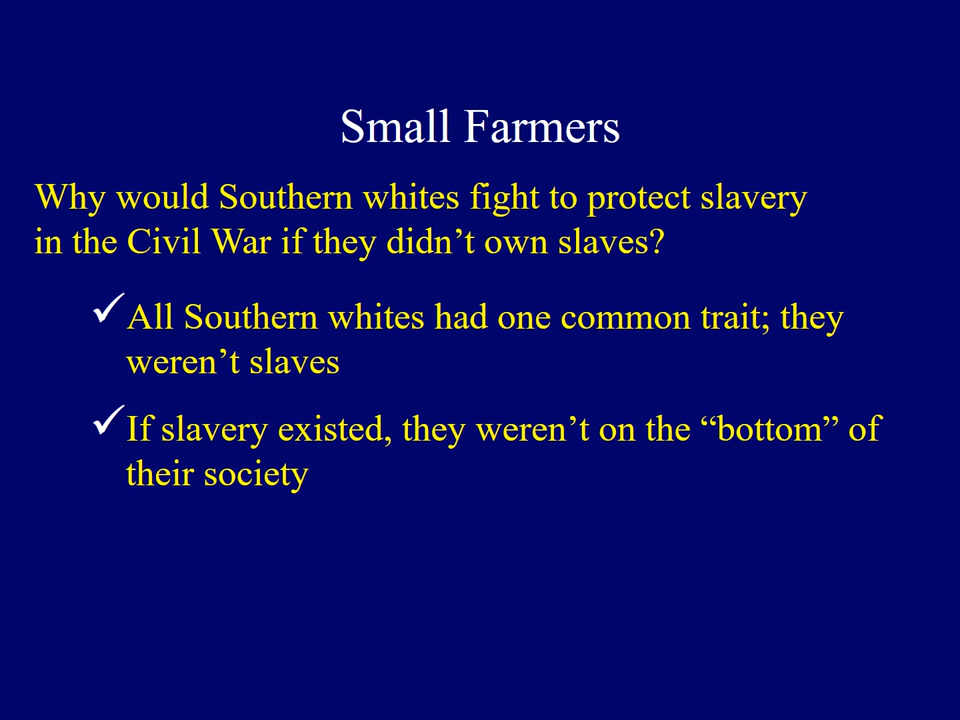 Small Farmers
Why would Southern whites fight to protect slavery
in the Civil War if they didn’t own slaves?
✓All Southern whites had one common trait; they
weren’t slaves
✓If slavery existed, they weren’t on the “bottom” of
their society